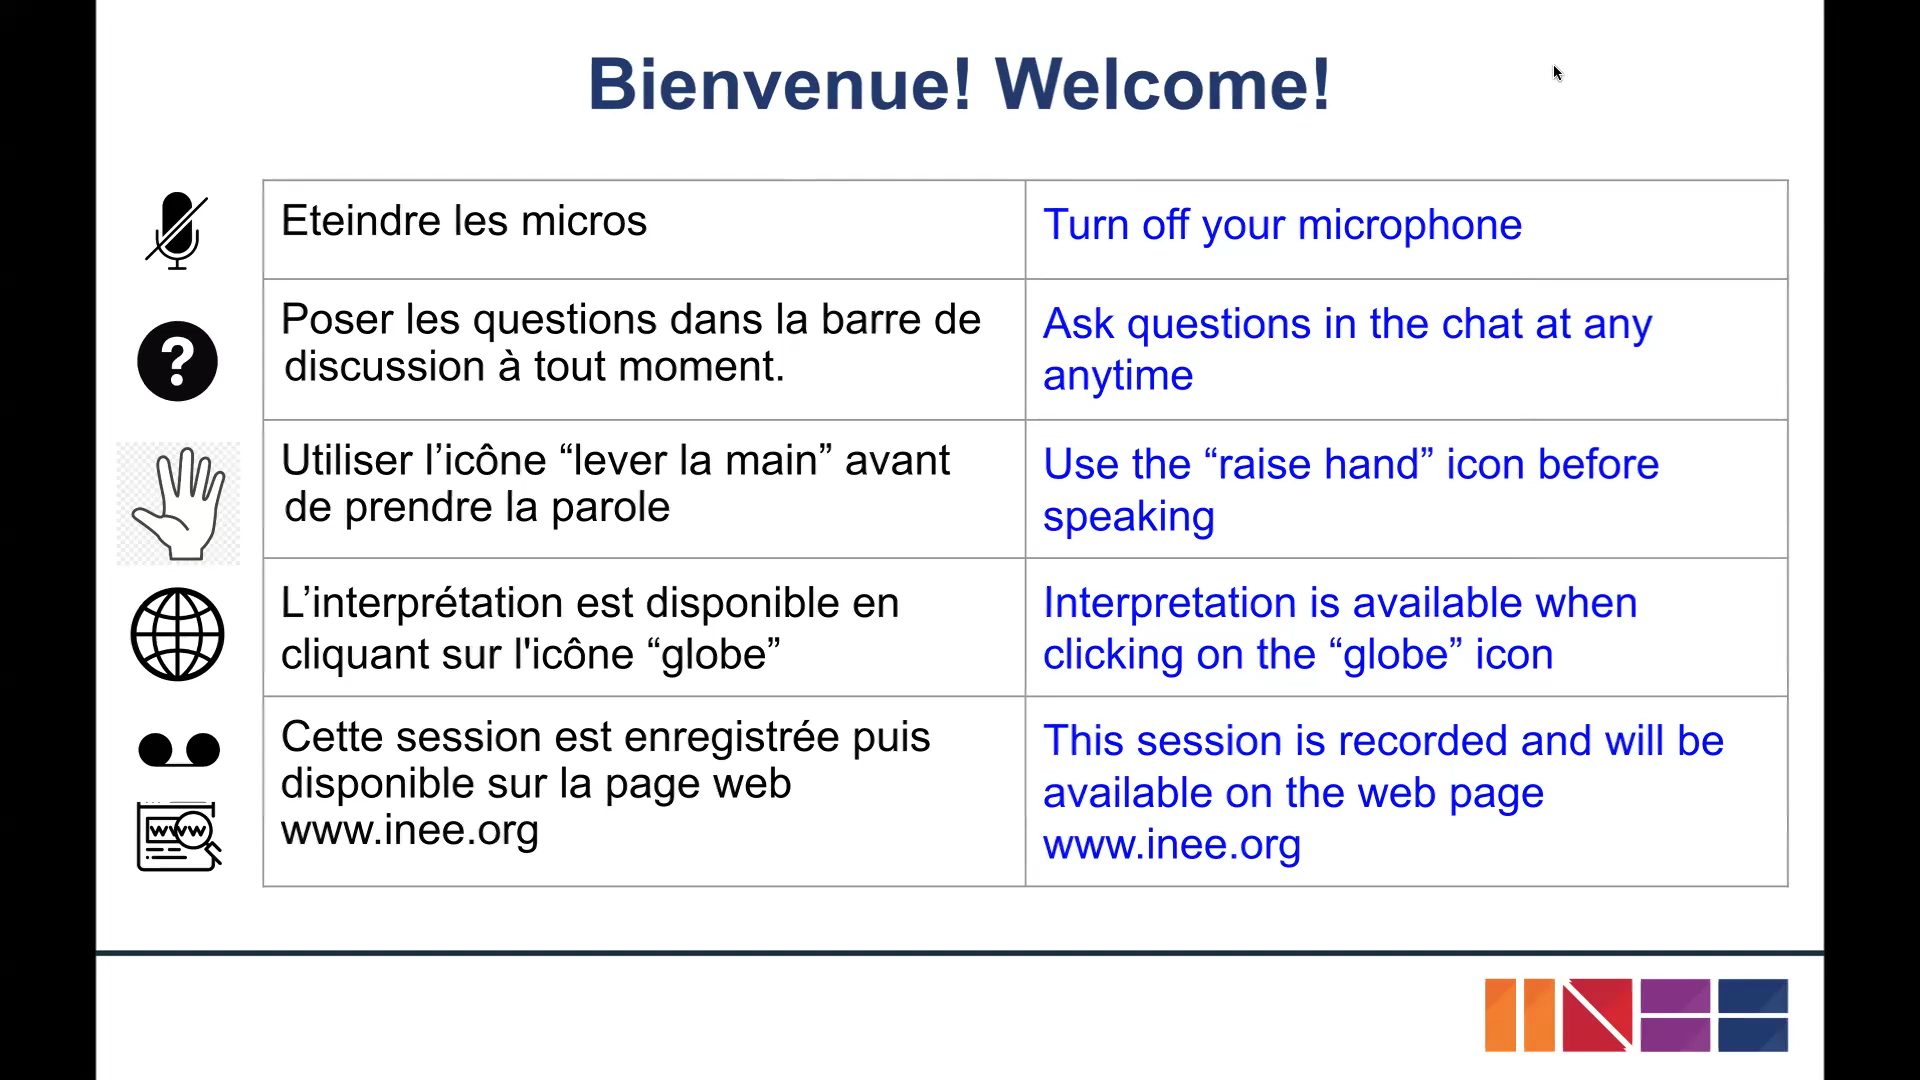 Bienvenue! Welcome!
Eteindre les micros
Turn off your microphone
Poser les questions dans la barre de
discussion à tout moment.
Ask questions in the chat at any
anytime
Utiliser l’icône “lever la main” avant
de prendre la parole
Use the “raise hand” icon before
speaking
L’interprétation est disponible en
cliquant sur l'icône “globe”
Interpretation is available when
clicking on the “globe” icon
Cette session est enregistrée puis
disponible sur la page web
www.inee.org
This session is recorded and will be
available on the web page
www.inee.org
www
INEE